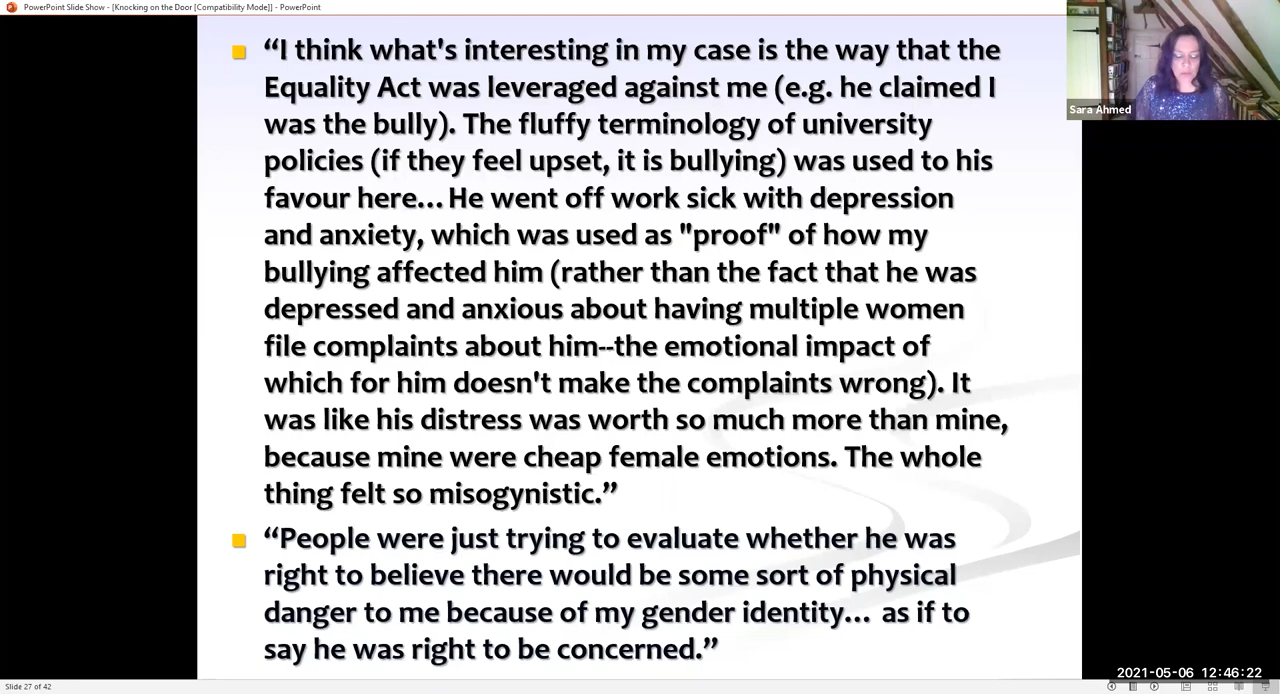 PowerPoint Slide Show - [Knocking on the Door [Compatibility Mode]] - PowerPoint
“I think what's interesting in my case is the way that the
Equality Act was leveraged against me (e.g. he claimed I
was the bully). The fluffy terminology of university
policies (if they feel upset, it is bullying) was used to his
favour here… He went off work sick with depression
and anxiety, which was used as "proof" of how my
bullying affected him (rather than the fact that he was
depressed and anxious about having multiple women
file complaints about him--the emotional impact of
which for him doesn't make the complaints wrong). It
was like his distress was worth so much more than mine,
because mine were cheap female emotions. The whole
thing felt so misogynistic.”
“People were just trying to evaluate whether he was
right to believe there would be some sort of physical
danger to me because of my gender identity… as if to
say he was right to be concerned.”
Sara Ahmed
2021-05-06 12:46:22
Slide 27 of 42